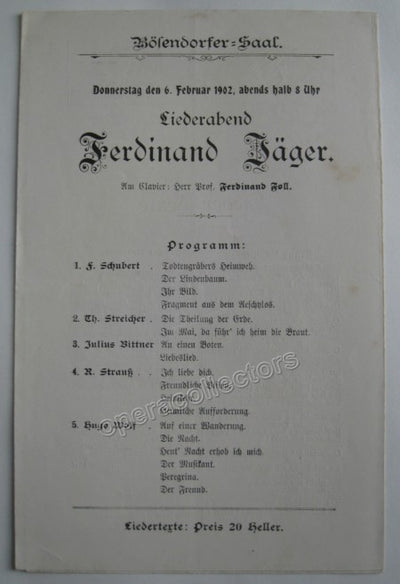 Bösendorfer=Saal.
Donnerstag den 6. Februar 1902, abends halb 8 Uhr
Liederabend
Ferdinand Jäger.
Am Clavier: Herr Prof. Ferdinand Foll.
Programm:
1. F. Schubert . Todtengräbers Heimweh.
Der Lindenbaum.
Ihr Bild.
Fragment aus dem Aeschylos.
2. Th. Streicher . Die Theilung der Erde.
Im Mai, da führ' ich heim die Braut.
3. Julius Bittner An einen Boten.
Liebeslied.
4. R. Strauß . Ich liebe dich.
Freundliche Vision.
Heimliche Aufforderung.
5. Hugo Wolf . Auf einer Wanderung.
Die Nacht.
Heut' Nacht erhob ich mich.
Der Musikant.
Peregrina.
Der Freund.
Liedertexte: Preis 20 Heller.
operacollectors